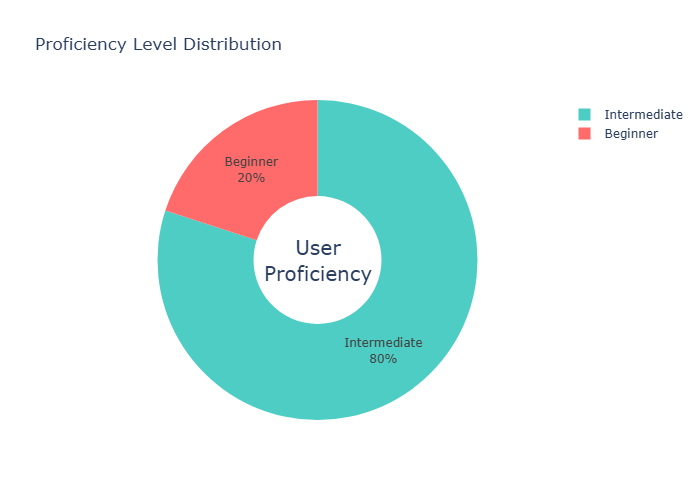 Proficiency Level Distribution
Intermediate
Beginner
Beginner
20%
User
Proficiency
Intermediate
80%